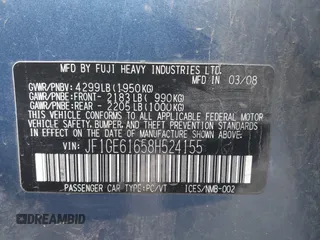 MFD BY FUJI HEAVY INDUSTRIES LTD.
GVWR/PNBV: 4299LB(1950KG) 03/08
GAWR/PNBE:FRONT- 2183LB( 990KG)
GAWR/PNBE:REAR - 2205LB(1000KG)
THIS VEHICLE CONFORMS TO ALL APPLICABLE
FEDERAL MOTOR VEHICLE SAFETY,
BUMPER, AND THEFT PREVENTION STANDARDS
IN EFFECT ON THE DATE OF
MANUFACTURE SHOWN ABOVE.
VIN: JF1GE61658H524155
PASSENGER CAR TYPE:PC/VT ICES/NMB-002
DREAMBID